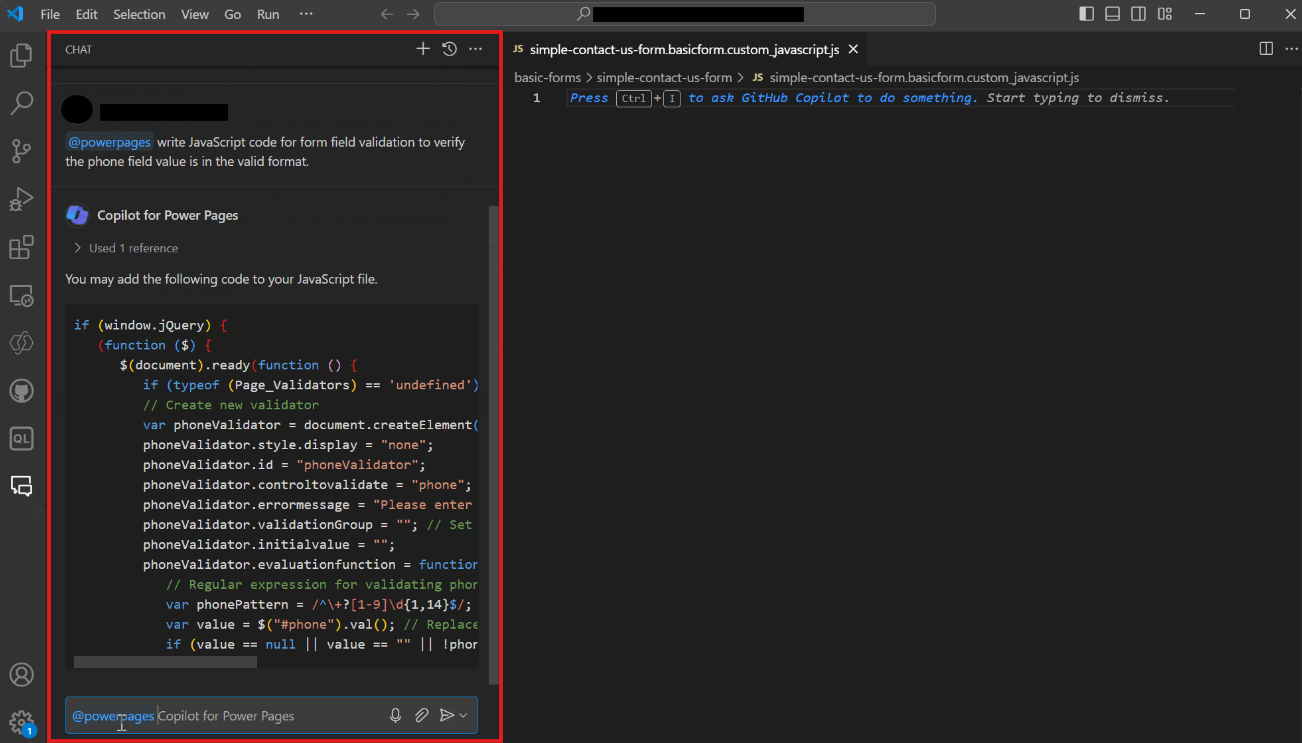 File Edit Selection View Go Run ···
CHAT
@powerpages write JavaScript code for form field validation to verify
the phone field value is in the valid format.
Copilot for Power Pages
Used 1 reference
You may add the following code to your JavaScript file.
if (window.jQuery) {
(function ($) {
$(document).ready(function () {
if (typeof (Page_Validators) == 'undefined')
// Create new validator
var phoneValidator = document.createElement(
phoneValidator.style.display = "none";
phoneValidator.id = "phoneValidator";
phoneValidator.controltovalidate = "phone";
phoneValidator.errormessage = "Please enter
phoneValidator.validationGroup = ""; // Set
phoneValidator.initialvalue = "";
phoneValidator.evaluationfunction = function
// Regular expression for validating phon
var phonePattern = /^\+?[1-9]\d{1,14}$/;
var value = $("#phone").val(); // Replace
if (value == null || value == "" || !phon
@powerpages Copilot for Power Pages
QL
1
JS simple-contact-us-form.basicform.custom_javascript.js
basic-forms > simple-contact-us-form > JS simple-contact-us-form.basicform.custom_javascript.js
1 Press Ctrl+I to ask GitHub Copilot to do something. Start typing to dismiss.